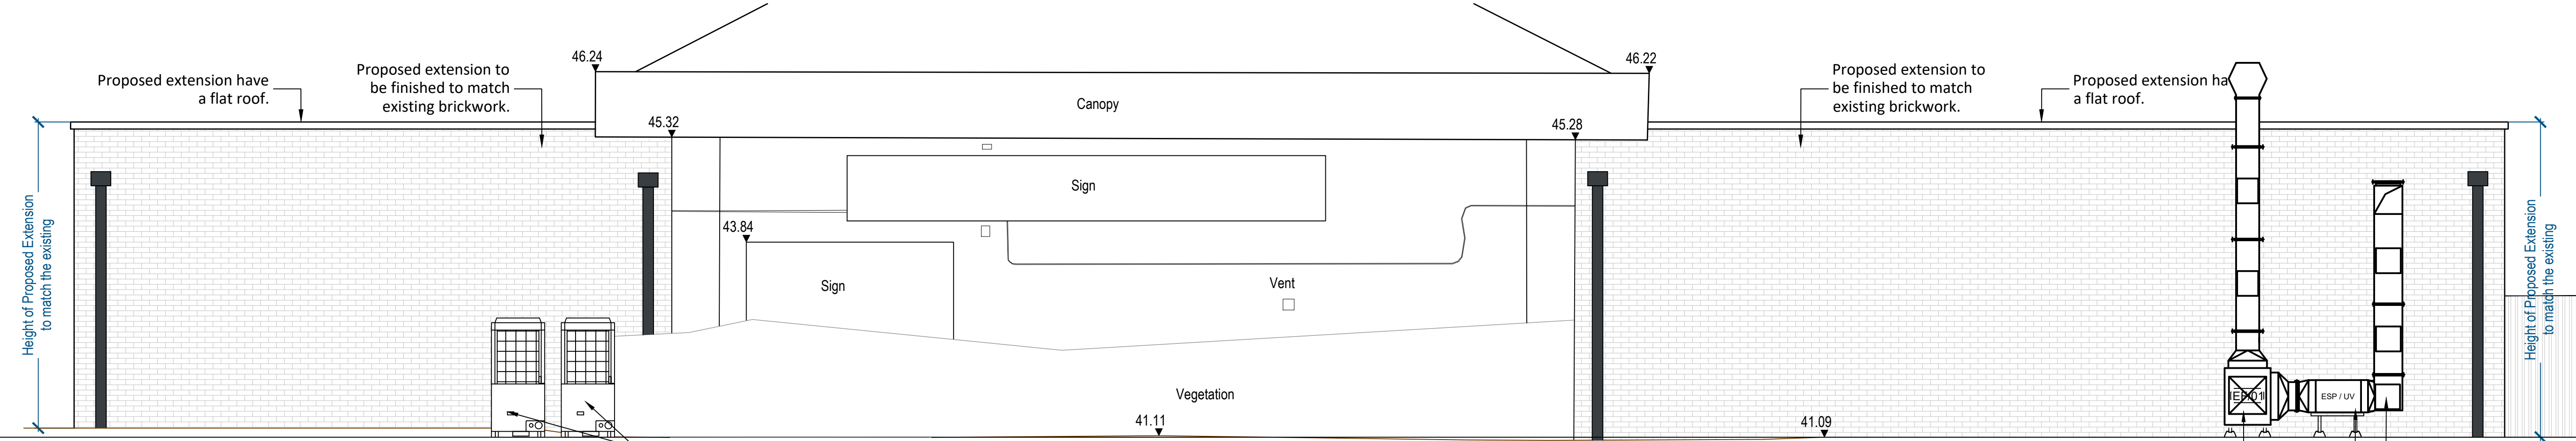 46.24
46.22
Proposed extension have
a flat roof.
Proposed extension to
be finished to match
existing brickwork.
Canopy
Proposed extension to
be finished to match
existing brickwork.
Proposed extension ha
a flat roof.
45.32
45.28
Sign
Height of Proposed Extension
to match the existing
43.84
Sign
Vent
Height of Proposed Extension
to match the existing
Vegetation
EF/01
ESP / UV
41.11
41.09